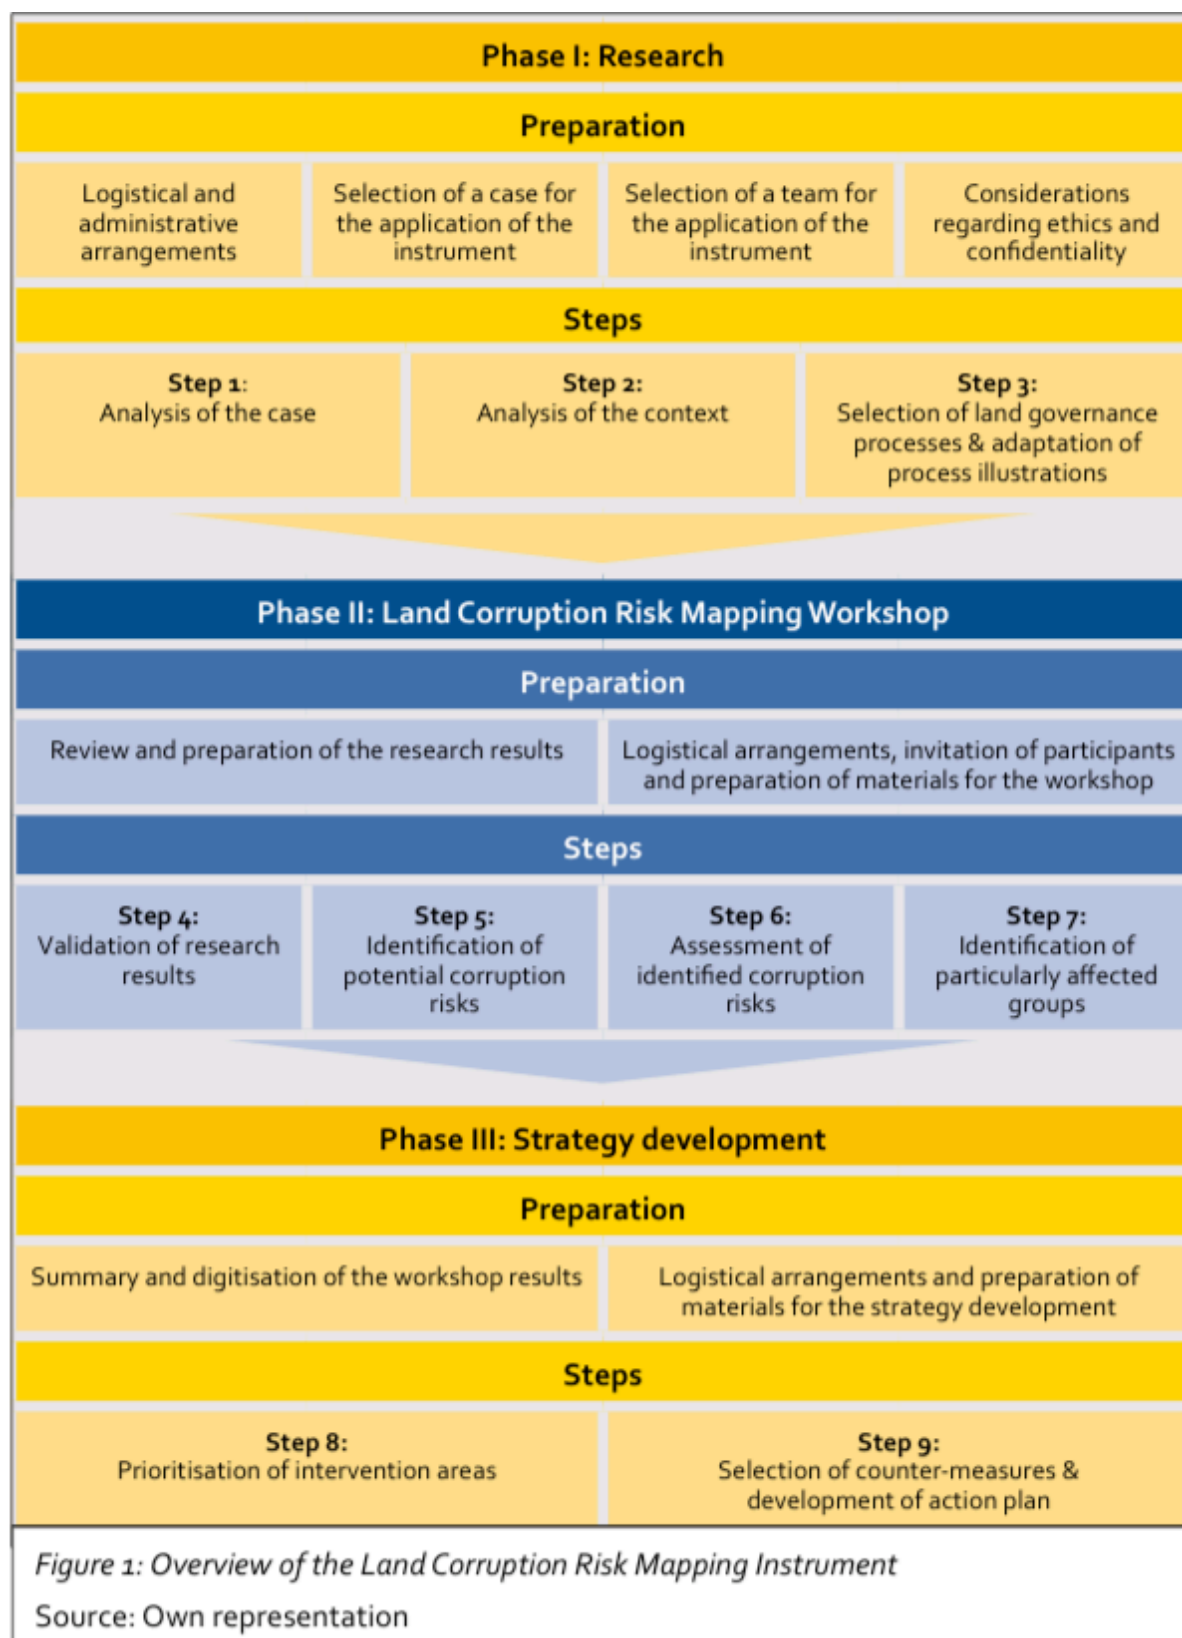 Phase I: Research
Preparation
Logistical and
administrative
arrangements
Selection of a case for
the application of the
instrument
Selection of a team for
the application of the
instrument
Considerations
regarding ethics and
confidentiality
Steps
Step 1:
Analysis of the case
Step 2:
Analysis of the context
Step 3:
Selection of land governance
processes & adaptation of
process illustrations
Phase II: Land Corruption Risk Mapping Workshop
Preparation
Review and preparation of the research results
Logistical arrangements, invitation of participants
and preparation of materials for the workshop
Steps
Step 4:
Validation of research
results
Step 5:
Identification of
potential corruption
risks
Step 6:
Assessment of
identified corruption
risks
Step 7:
Identification of
particularly affected
groups
Phase III: Strategy development
Preparation
Summary and digitisation of the workshop results
Logistical arrangements and preparation of
materials for the strategy development
Steps
Step 8:
Prioritisation of intervention areas
Step 9:
Selection of counter-measures &
development of action plan
Figure 1: Overview of the Land Corruption Risk Mapping Instrument
Source: Own representation